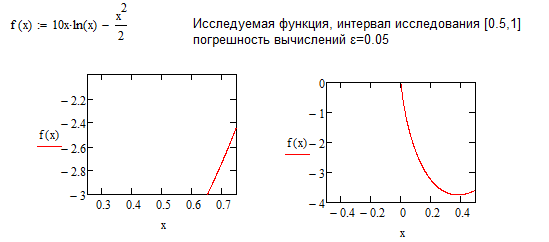 f(x) := 10x·ln(x) − x²/2
Исследуемая функция, интервал исследования [0.5,1]
погрешность вычислений ε=0.05
− 2.2
− 2.4
f(x)
− 2.6
− 2.8
− 3
0.3 0.4 0.5 0.6 0.7
x
0
− 1
f(x)
− 2
− 3
− 4
− 0.4 − 0.2 0 0.2 0.4
x